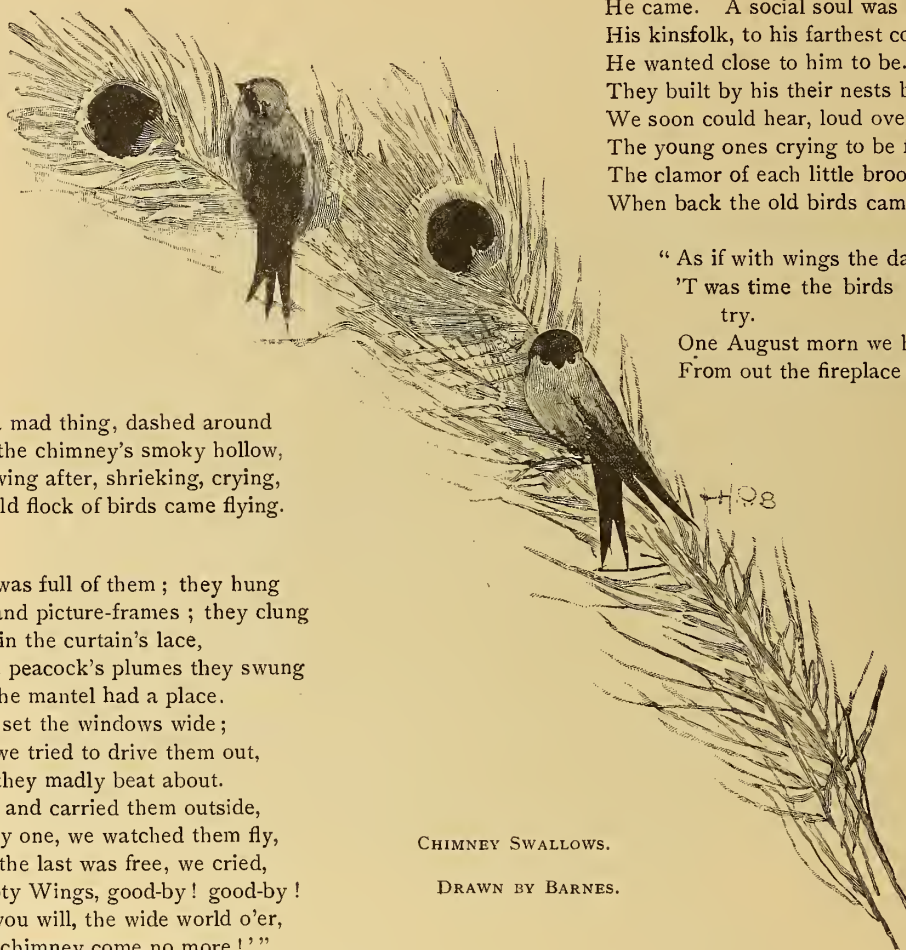 He came. A social soul was
His kinsfolk, to his farthest co
He wanted close to him to be.
They built by his their nests b
We soon could hear, loud ove
The young ones crying to be
The clamor of each little broo
When back the old birds cam
“ As if with wings the da
’T was time the birds
try.
One August morn we h
From out the fireplace
mad thing, dashed around
the chimney’s smoky hollow,
ving after, shrieking, crying,
ld flock of birds came flying.
was full of them ; they hung
and picture-frames ; they clung
in the curtain’s lace,
peacock’s plumes they swung
he mantel had a place.
set the windows wide ;
we tried to drive them out,
they madly beat about.
and carried them outside,
y one, we watched them fly,
the last was free, we cried,
ty Wings, good-by ! good-by !
you will, the wide world o’er,
chimney come no more ! ’ ”
CHIMNEY SWALLOWS.
DRAWN BY BARNES.